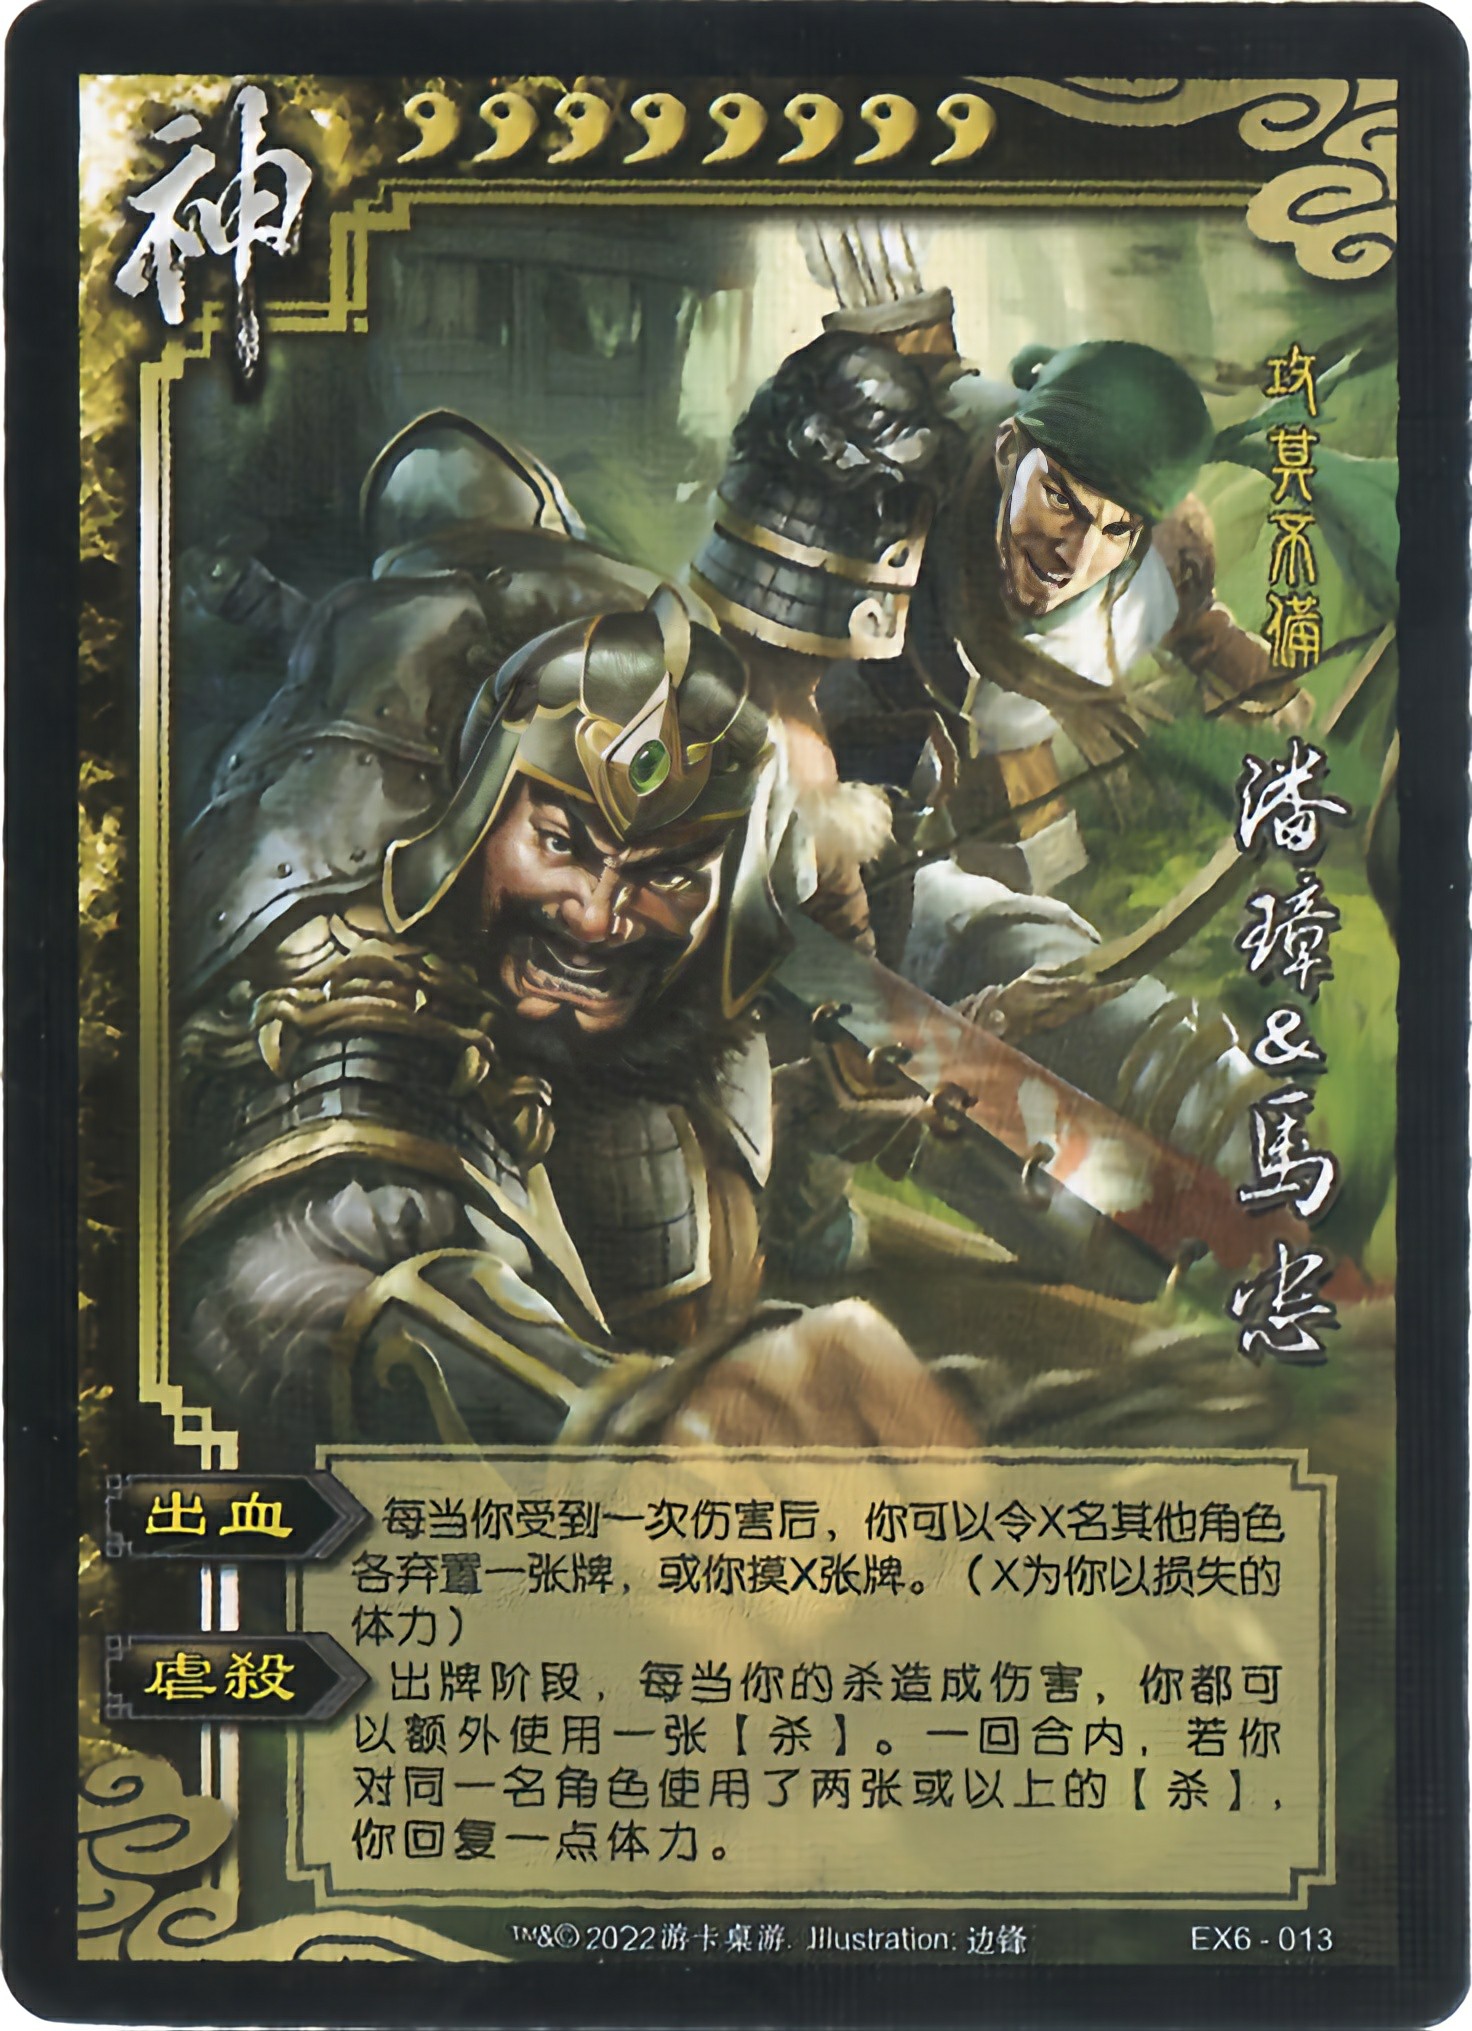 神
攻其不備
潘璋&馬忠
出血
每当你受到一次伤害后，你可以令X名其他角色
各弃置一张牌，或你摸X张牌。（X为你以损失的
体力）
虐殺
出牌阶段，每当你的杀造成伤害，你都可
以额外使用一张【杀】。一回合内，若你
对同一名角色使用了两张或以上的【杀】，
你回复一点体力。
™&©2022游卡桌游. Illustration: 边锋
EX6-013